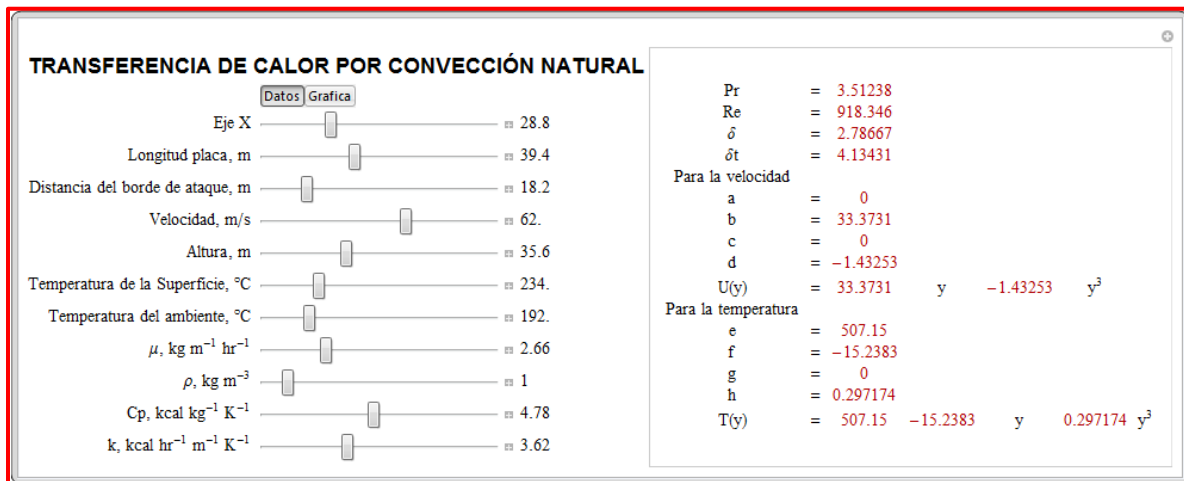 TRANSFERENCIA DE CALOR POR CONVECCIÓN NATURAL
Datos Grafica
Eje X 28.8
Longitud placa, m 39.4
Distancia del borde de ataque, m 18.2
Velocidad, m/s 62.
Altura, m 35.6
Temperatura de la Superficie, °C 234.
Temperatura del ambiente, °C 192.
μ, kg m⁻¹ hr⁻¹ 2.66
ρ, kg m⁻³ 1
Cp, kcal kg⁻¹ K⁻¹ 4.78
k, kcal hr⁻¹ m⁻¹ K⁻¹ 3.62
Pr = 3.51238
Re = 918.346
δ = 2.78667
δt = 4.13431
Para la velocidad
a = 0
b = 33.3731
c = 0
d = −1.43253
U(y) = 33.3731 y −1.43253 y³
Para la temperatura
e = 507.15
f = −15.2383
g = 0
h = 0.297174
T(y) = 507.15 −15.2383 y 0.297174 y³